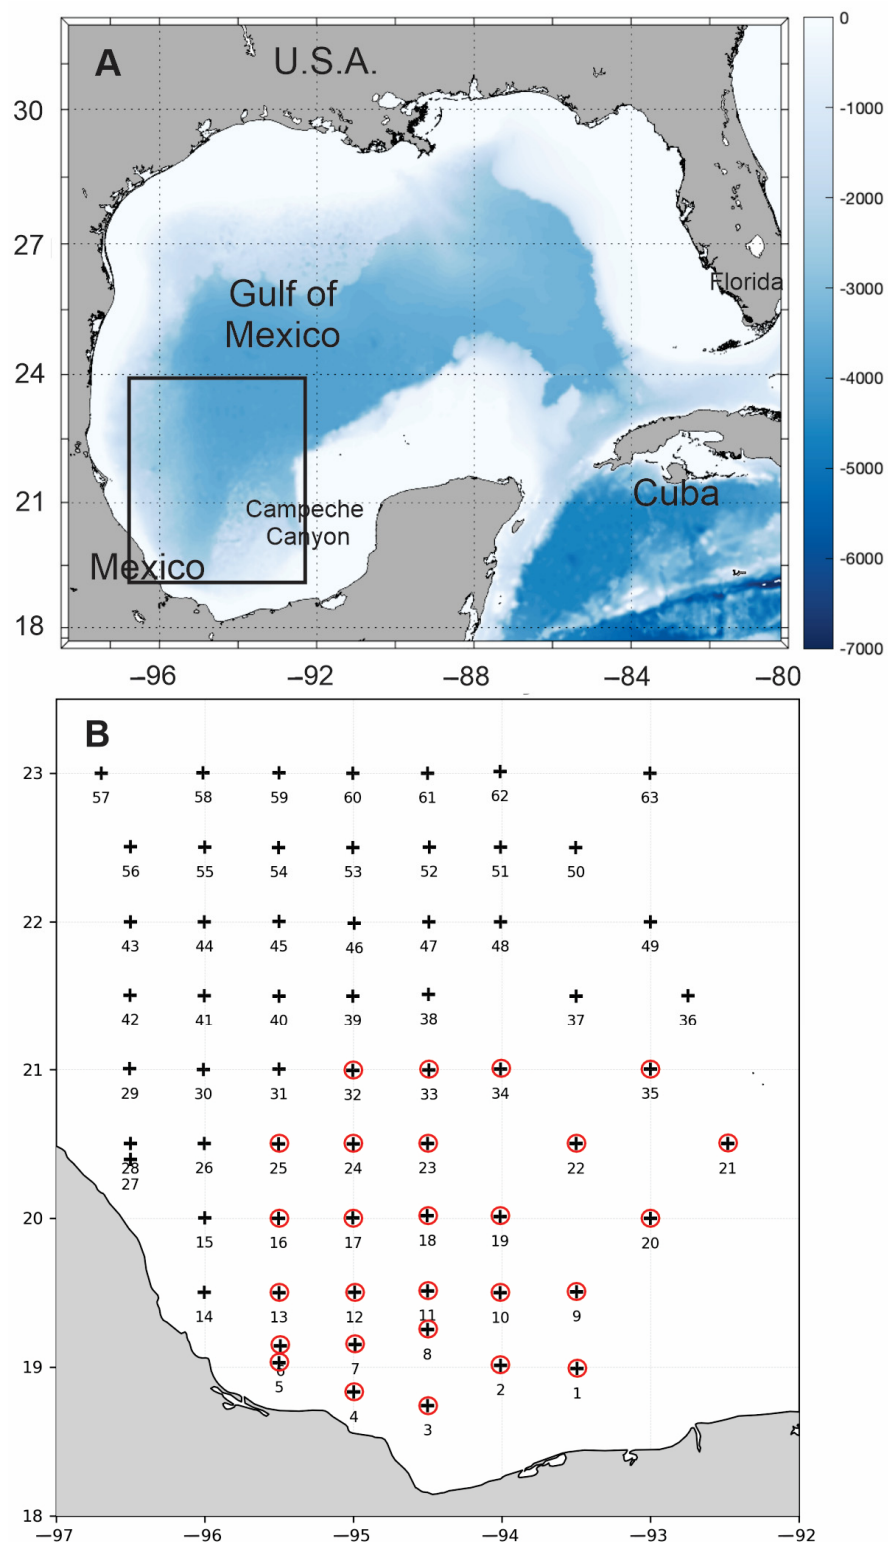 A
U.S.A.
0
30
-1000
-2000
27
Florida
-3000
Gulf of
Mexico
24
-4000
-5000
Cuba
21
Campeche
Canyon
Mexico
-6000
18
-7000
−96
−92
−88
−84
−80
B
23
57 58 59 60 61 62 63
56 55 54 53 52 51 50
22
43 44 45 46 47 48 49
42 41 40 39 38 37 36
21
29 30 31 32 33 34 35
28 26 25 24 23 22 21
27
20
15 16 17 18 19 20
14 13 12 11 10 9
19
6 7 8
5 4 3 2 1
18
−97 −96 −95 −94 −93 −92